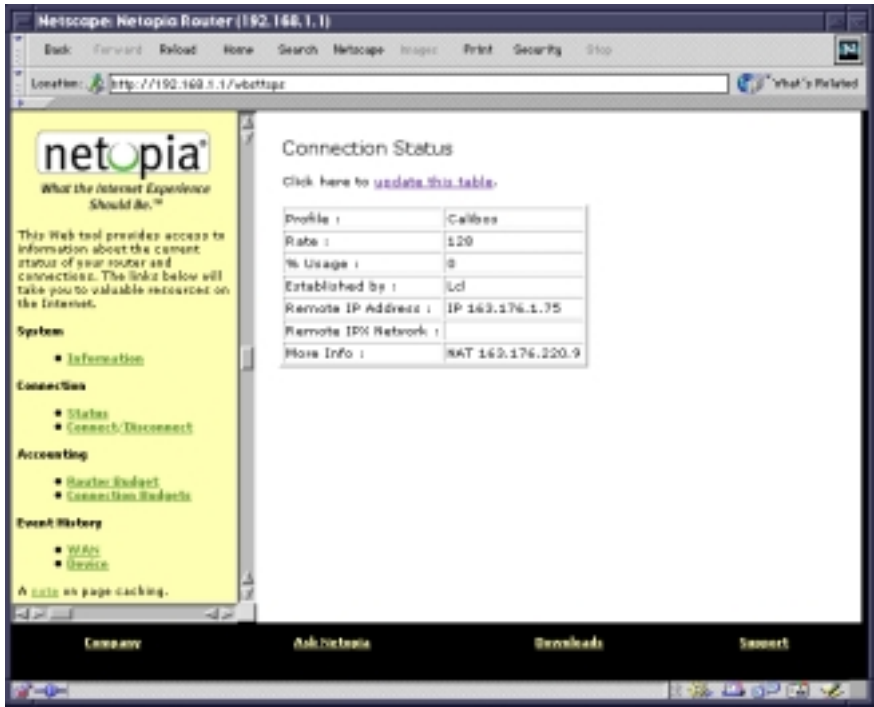 Netscape: Netopia Router (192.168.1.1)
Back Forward Reload Home Search Netscape Images Print Security Stop
Location: http://192.168.1.1/wbsttsps What's Related
netopia
What the Internet Experience
Should Be.™
This Web tool provides access to
information about the current
status of your router and
connections. The links below will
take you to valuable resources on
the Internet.
System
Information
Connection
Status
Connect/Disconnect
Accounting
Router Budget
Connection Budgets
Event History
WAN
Device
A note on page caching.
Connection Status
Click here to update this table.
Profile : Calibos
Rate : 128
% Usage : 0
Established by : Lcl
Remote IP Address : IP 163.176.1.75
Remote IPX Network :
More Info : NAT 163.176.220.9
Company Ask Netopia Downloads Support